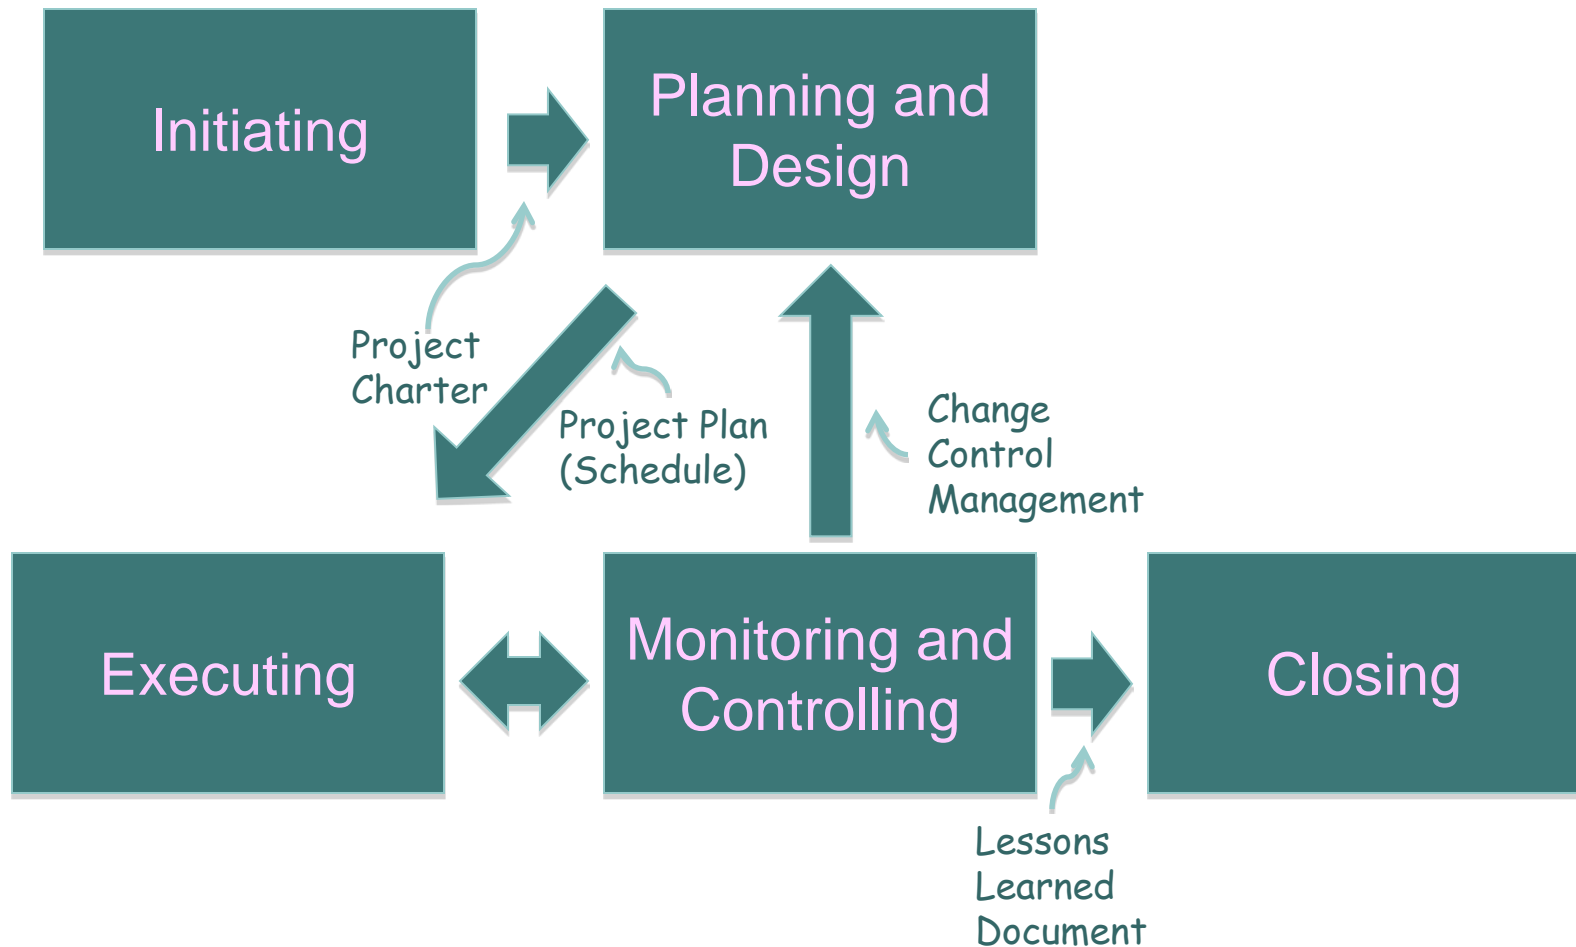 Initiating
Planning and
Design
Project
Charter
Project Plan
(Schedule)
Change
Control
Management
Executing
Monitoring and
Controlling
Closing
Lessons
Learned
Document